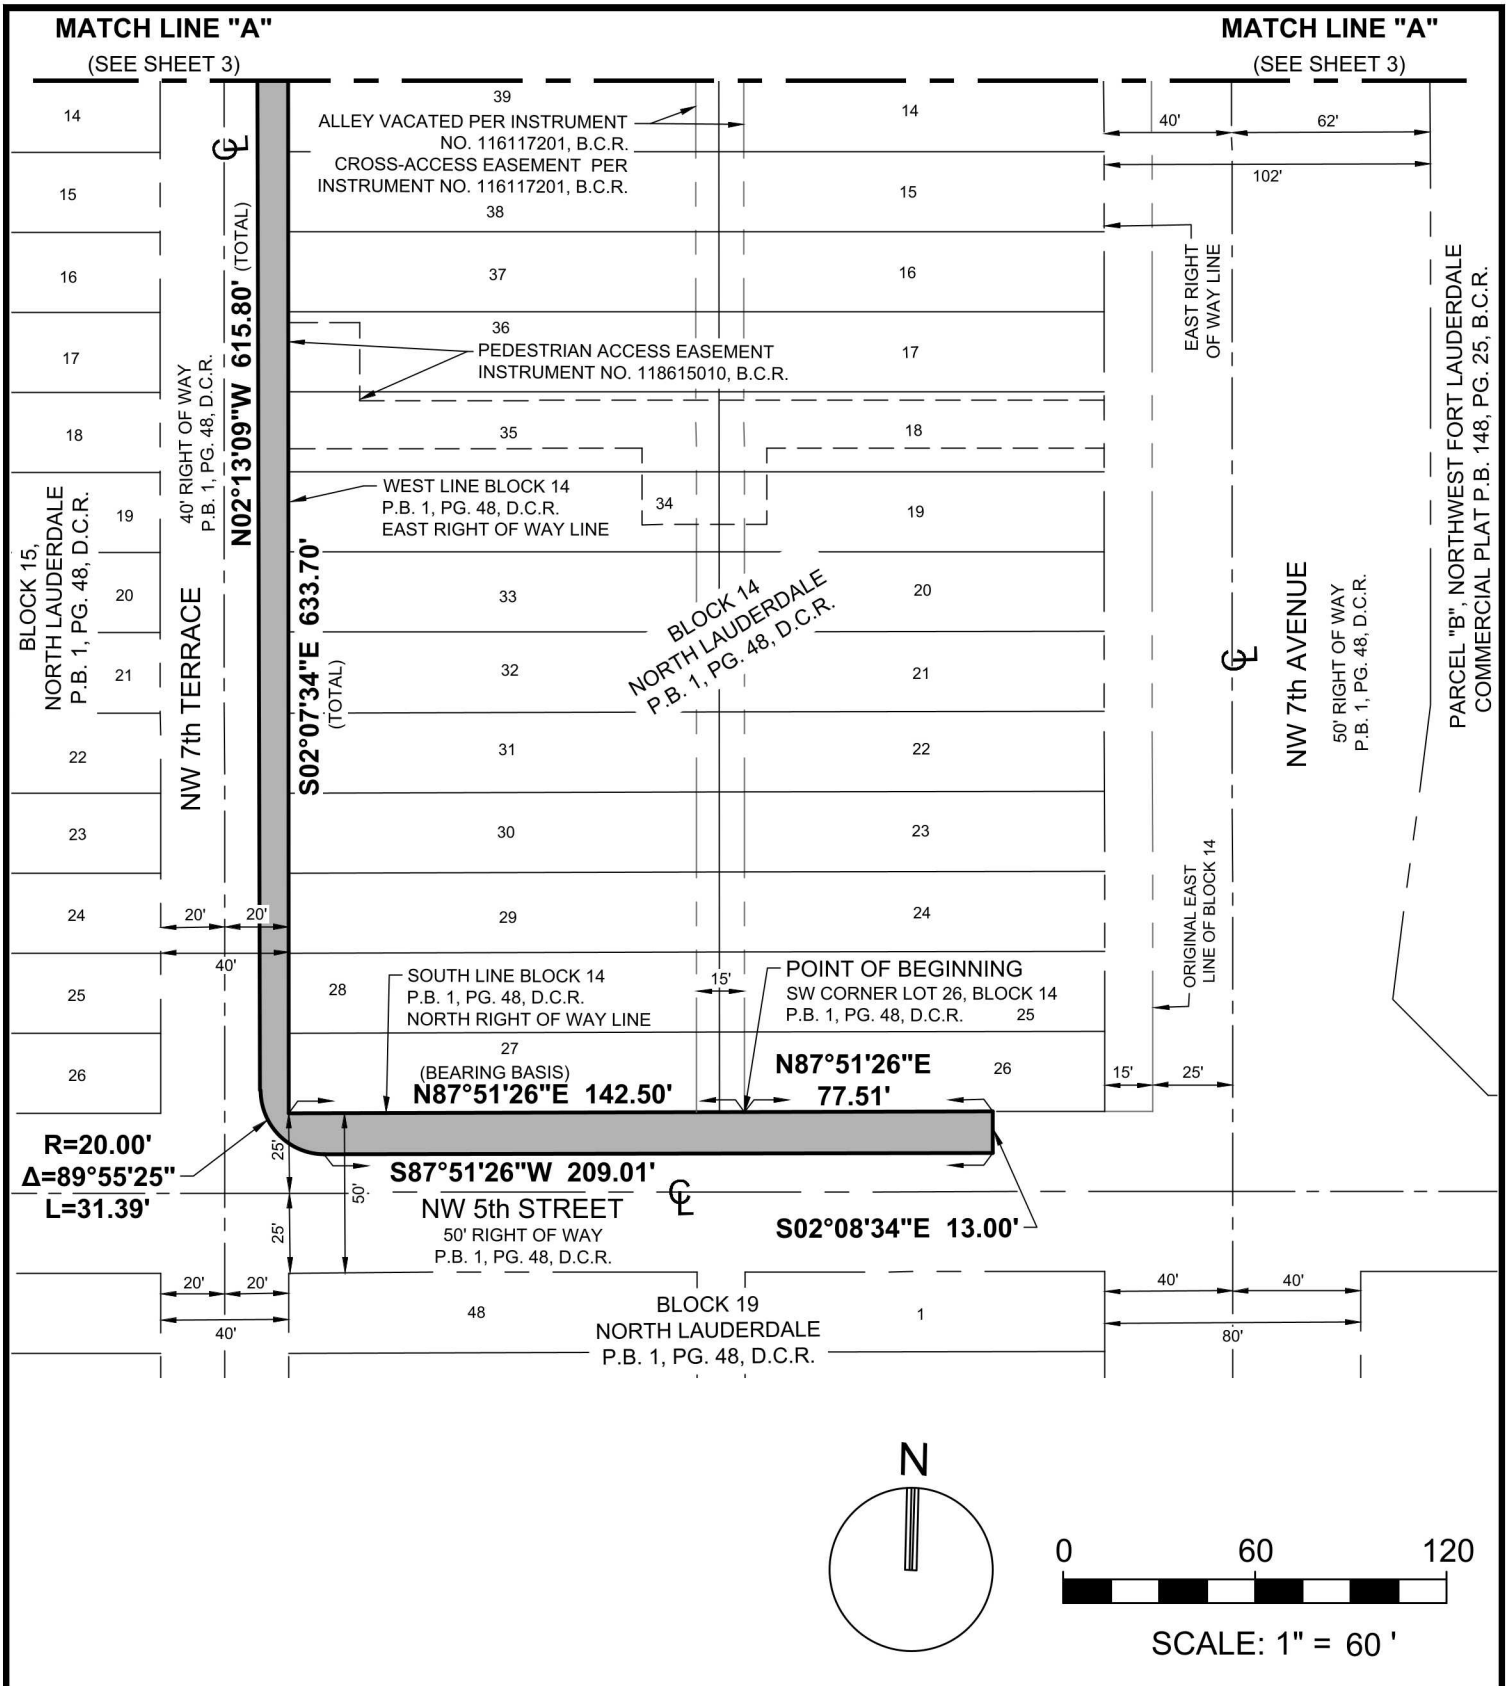 MATCH LINE "A"
(SEE SHEET 3)
MATCH LINE "A"
(SEE SHEET 3)
14
15
16
17
18
19
20
21
22
23
24
25
26
BLOCK 15,
NORTH LAUDERDALE
P.B. 1, PG. 48, D.C.R.
CL
40' RIGHT OF WAY
P.B. 1, PG. 48, D.C.R.
N02°13'09"W 615.80' (TOTAL)
NW 7th TERRACE
S02°07'34"E 633.70'
(TOTAL)
20'
20'
40'
39
ALLEY VACATED PER INSTRUMENT
NO. 116117201, B.C.R.
CROSS-ACCESS EASEMENT PER
INSTRUMENT NO. 116117201, B.C.R.
38
37
36
PEDESTRIAN ACCESS EASEMENT
INSTRUMENT NO. 118615010, B.C.R.
35
WEST LINE BLOCK 14
P.B. 1, PG. 48, D.C.R.
EAST RIGHT OF WAY LINE
34
33
32
31
30
29
28
SOUTH LINE BLOCK 14
P.B. 1, PG. 48, D.C.R.
NORTH RIGHT OF WAY LINE
27
(BEARING BASIS)
N87°51'26"E 142.50'
BLOCK 14
NORTH LAUDERDALE
P.B. 1, PG. 48, D.C.R.
14
15
16
17
18
19
20
21
22
23
24
15'
POINT OF BEGINNING
SW CORNER LOT 26, BLOCK 14
P.B. 1, PG. 48, D.C.R.
25
N87°51'26"E
77.51'
26
40'
62'
102'
EAST RIGHT
OF WAY LINE
PARCEL "B", NORTHWEST FORT LAUDERDALE
COMMERCIAL PLAT P.B. 148, PG. 25, B.C.R.
CL
NW 7th AVENUE
50' RIGHT OF WAY
P.B. 1, PG. 48, D.C.R.
ORIGINAL EAST
LINE OF BLOCK 14
15'
25'
R=20.00'
Δ=89°55'25"
L=31.39'
25'
50'
25'
S87°51'26"W 209.01'
CL
NW 5th STREET
50' RIGHT OF WAY
P.B. 1, PG. 48, D.C.R.
S02°08'34"E 13.00'
20'
20'
40'
48
BLOCK 19
NORTH LAUDERDALE
P.B. 1, PG. 48, D.C.R.
1
40'
40'
80'
N
0
60
120
SCALE: 1" = 60 '